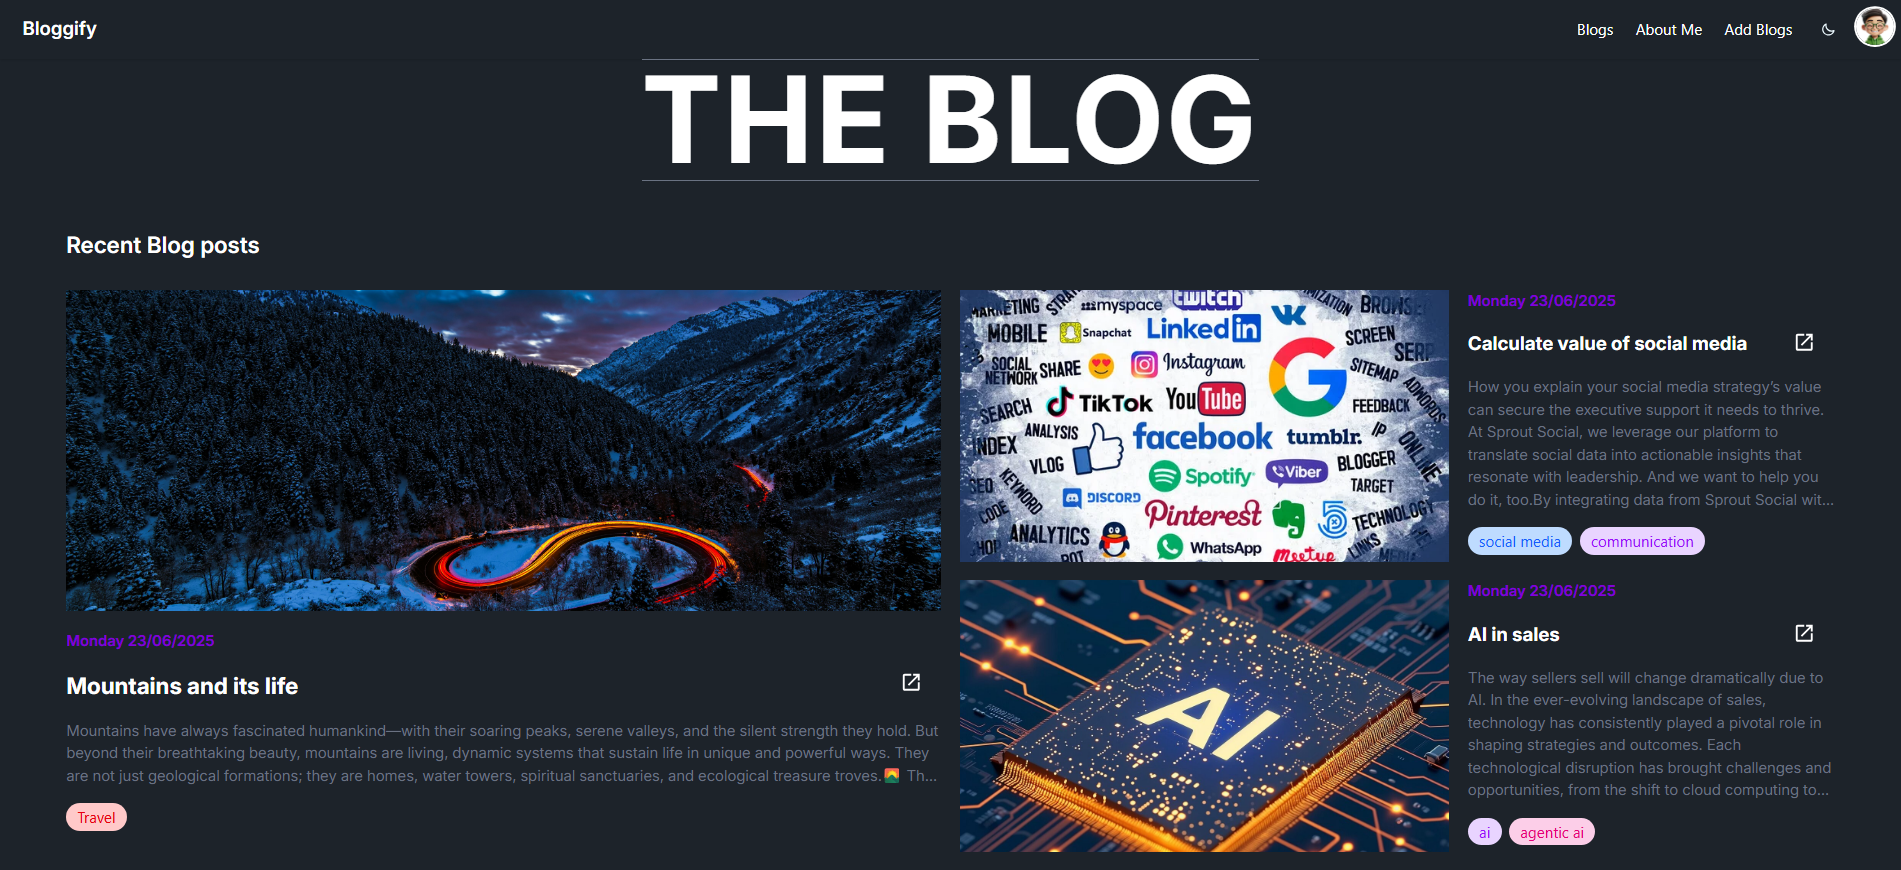 Bloggify
Blogs
About Me
Add Blogs
THE BLOG
Recent Blog posts
Monday 23/06/2025
Mountains and its life
Mountains have always fascinated humankind—with their soaring peaks, serene valleys, and the silent strength they hold. But
beyond their breathtaking beauty, mountains are living, dynamic systems that sustain life in unique and powerful ways. They
are not just geological formations; they are homes, water towers, spiritual sanctuaries, and ecological treasure troves.🌄 Th...
Travel
MARKETING
myspace
twitch
BROWSER
MOBILE
Snapchat
LinkedIn
VK
SCREEN
SOCIAL
NETWORK
SHARE
Instagram
G
SITEMAP
ADWORDS
SEARCH
TikTok
YouTube
FEEDBACK
INDEX
ANALYSIS
facebook
tumblr.
IP
ONLINE
VLOG
Spotify
Viber
BLOGGER
SEO
KEYWORD
DISCORD
TARGET
CODE
Pinterest
TECHNOLOGY
ANALYTICS
WhatsApp
meetup
LINKS
Monday 23/06/2025
Calculate value of social media
How you explain your social media strategy's value
can secure the executive support it needs to thrive.
At Sprout Social, we leverage our platform to
translate social data into actionable insights that
resonate with leadership. And we want to help you
do it, too.By integrating data from Sprout Social wit...
social media
communication
AI
Monday 23/06/2025
AI in sales
The way sellers sell will change dramatically due to
AI. In the ever-evolving landscape of sales,
technology has consistently played a pivotal role in
shaping strategies and outcomes. Each
technological disruption has brought challenges and
opportunities, from the shift to cloud computing to...
ai
agentic ai